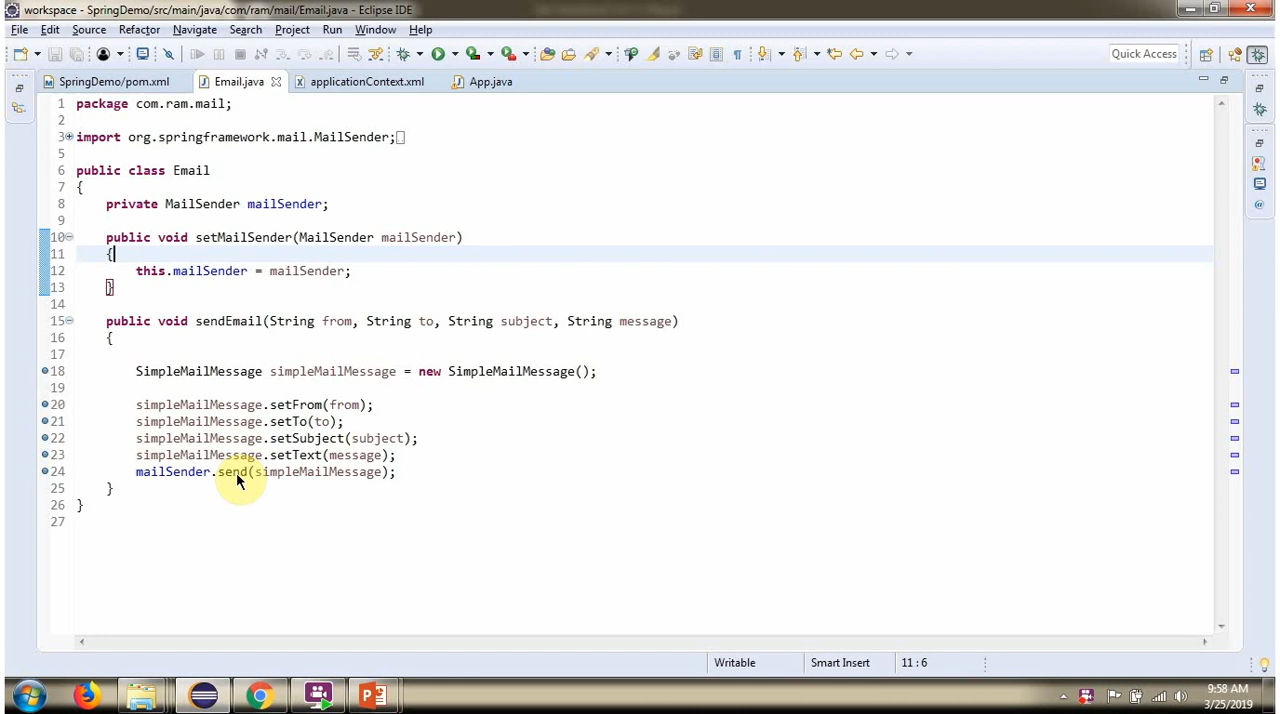 workspace - SpringDemo/src/main/java/com/ram/mail/Email.java - Eclipse IDE
File Edit Source Refactor Navigate Search Project Run Window Help
Quick Access
SpringDemo/pom.xml Email.java applicationContext.xml App.java
1 package com.ram.mail;
2
3 import org.springframework.mail.MailSender;
5
6 public class Email
7 {
8 private MailSender mailSender;
9
10 public void setMailSender(MailSender mailSender)
11 {
12 this.mailSender = mailSender;
13 }
14
15 public void sendEmail(String from, String to, String subject, String message)
16 {
17
18 SimpleMailMessage simpleMailMessage = new SimpleMailMessage();
19
20 simpleMailMessage.setFrom(from);
21 simpleMailMessage.setTo(to);
22 simpleMailMessage.setSubject(subject);
23 simpleMailMessage.setText(message);
24 mailSender.send(simpleMailMessage);
25 }
26 }
27
Writable Smart Insert 11 : 6
9:58 AM
3/25/2019